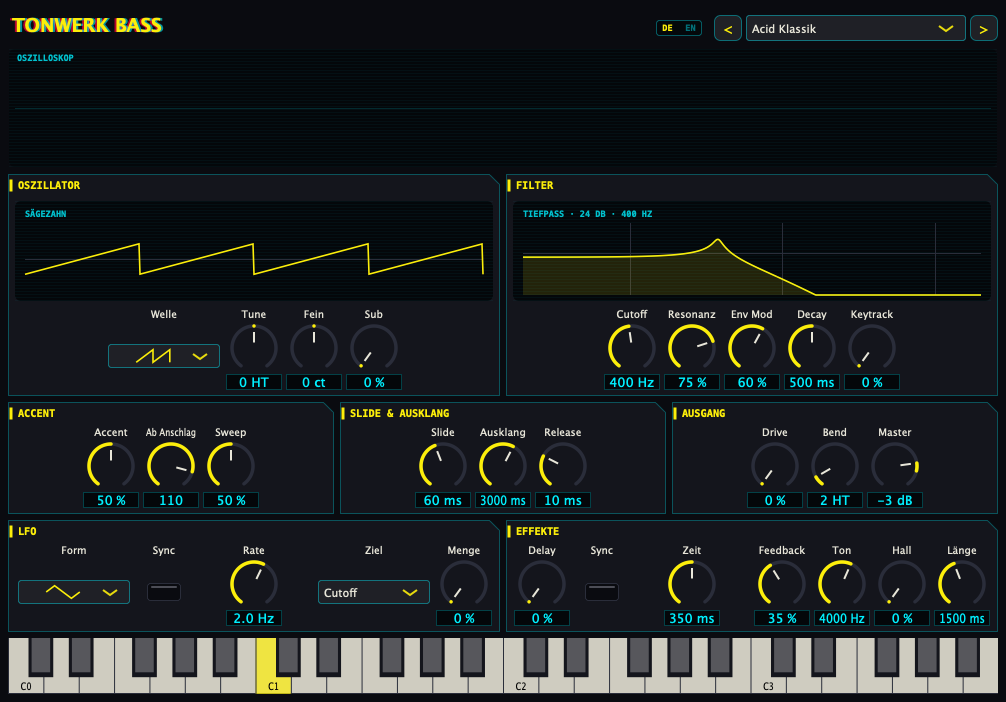 TONWERK BASS
DE EN < Acid Klassik >
OSZILLOSKOP
OSZILLATOR
SÄGEZAHN
Welle Tune Fein Sub
0 HT 0 ct 0 %
FILTER
TIEFPASS · 24 DB · 400 HZ
Cutoff Resonanz Env Mod Decay Keytrack
400 Hz 75 % 60 % 500 ms 0 %
ACCENT
Accent Ab Anschlag Sweep
50 % 110 50 %
SLIDE & AUSKLANG
Slide Ausklang Release
60 ms 3000 ms 10 ms
AUSGANG
Drive Bend Master
0 % 2 HT -3 dB
LFO
Form Sync Rate Ziel Menge
Cutoff
2.0 Hz 0 %
EFFEKTE
Delay Sync Zeit Feedback Ton Hall Länge
0 % 350 ms 35 % 4000 Hz 0 % 1500 ms
C0 C1 C2 C3